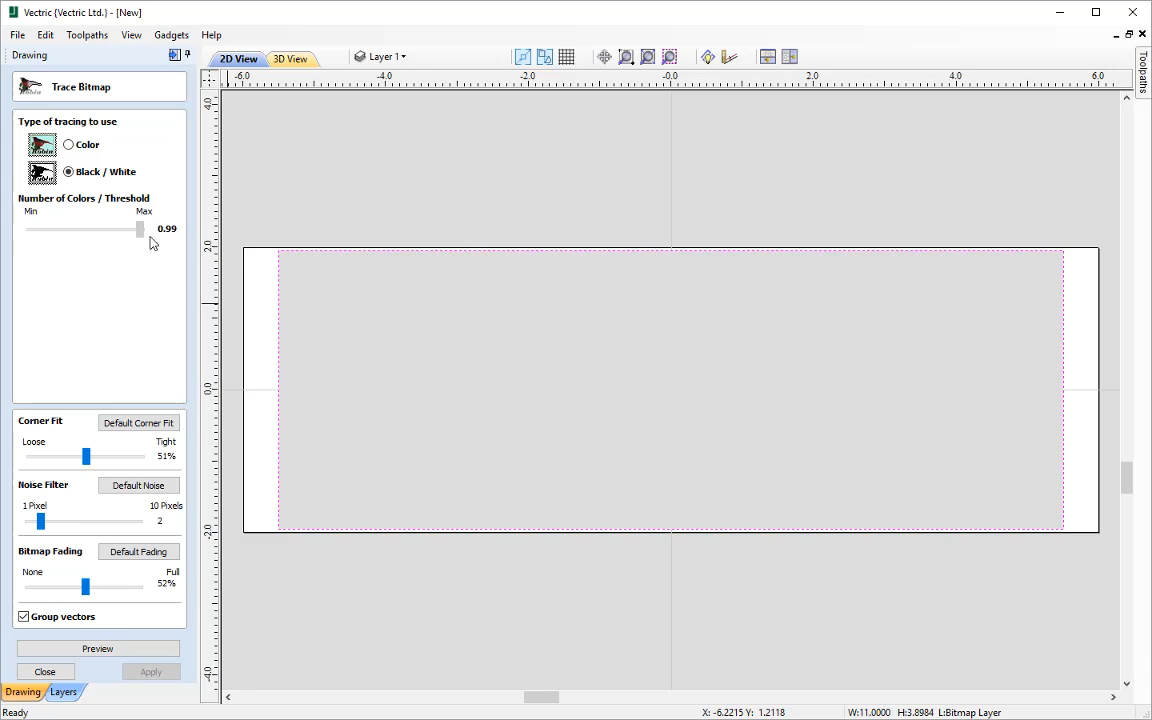 Vectric {Vectric Ltd.} - [New]
File Edit Toolpaths View Gadgets Help
Drawing
2D View 3D View Layer 1
Toolpaths
-6.0 -4.0 -2.0 -0.0 2.0 4.0 6.0
4.0
2.0
0.0
-2.0
-4.0
Trace Bitmap
Type of tracing to use
Color
Black / White
Number of Colors / Threshold
Min Max
0.99
Corner Fit Default Corner Fit
Loose Tight
51%
Noise Filter Default Noise
1 Pixel 10 Pixels
2
Bitmap Fading Default Fading
None Full
52%
Group vectors
Preview
Close Apply
Drawing Layers
Ready X: -6.2215 Y: 1.2118 W:11.0000 H:3.8984 L:Bitmap Layer